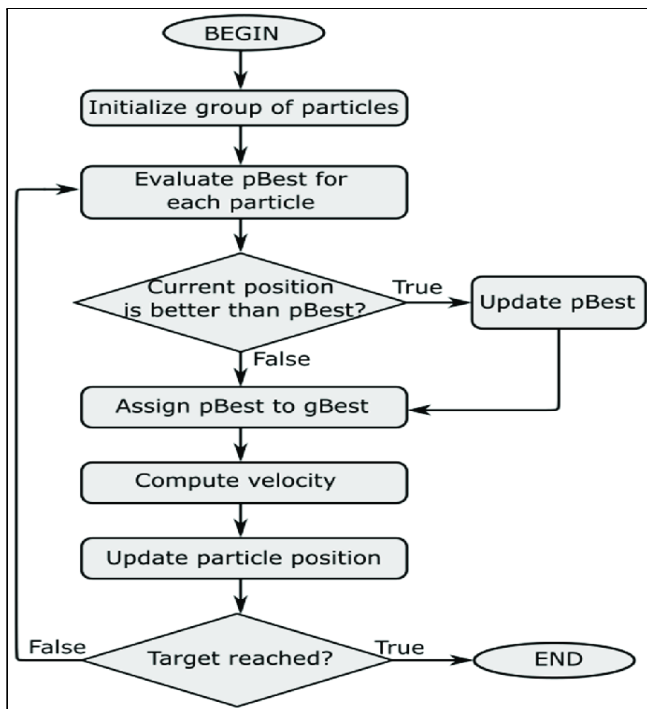 BEGIN
Initialize group of particles
Evaluate pBest for
each particle
Current position
is better than pBest?
True
Update pBest
False
Assign pBest to gBest
Compute velocity
Update particle position
False
Target reached?
True
END